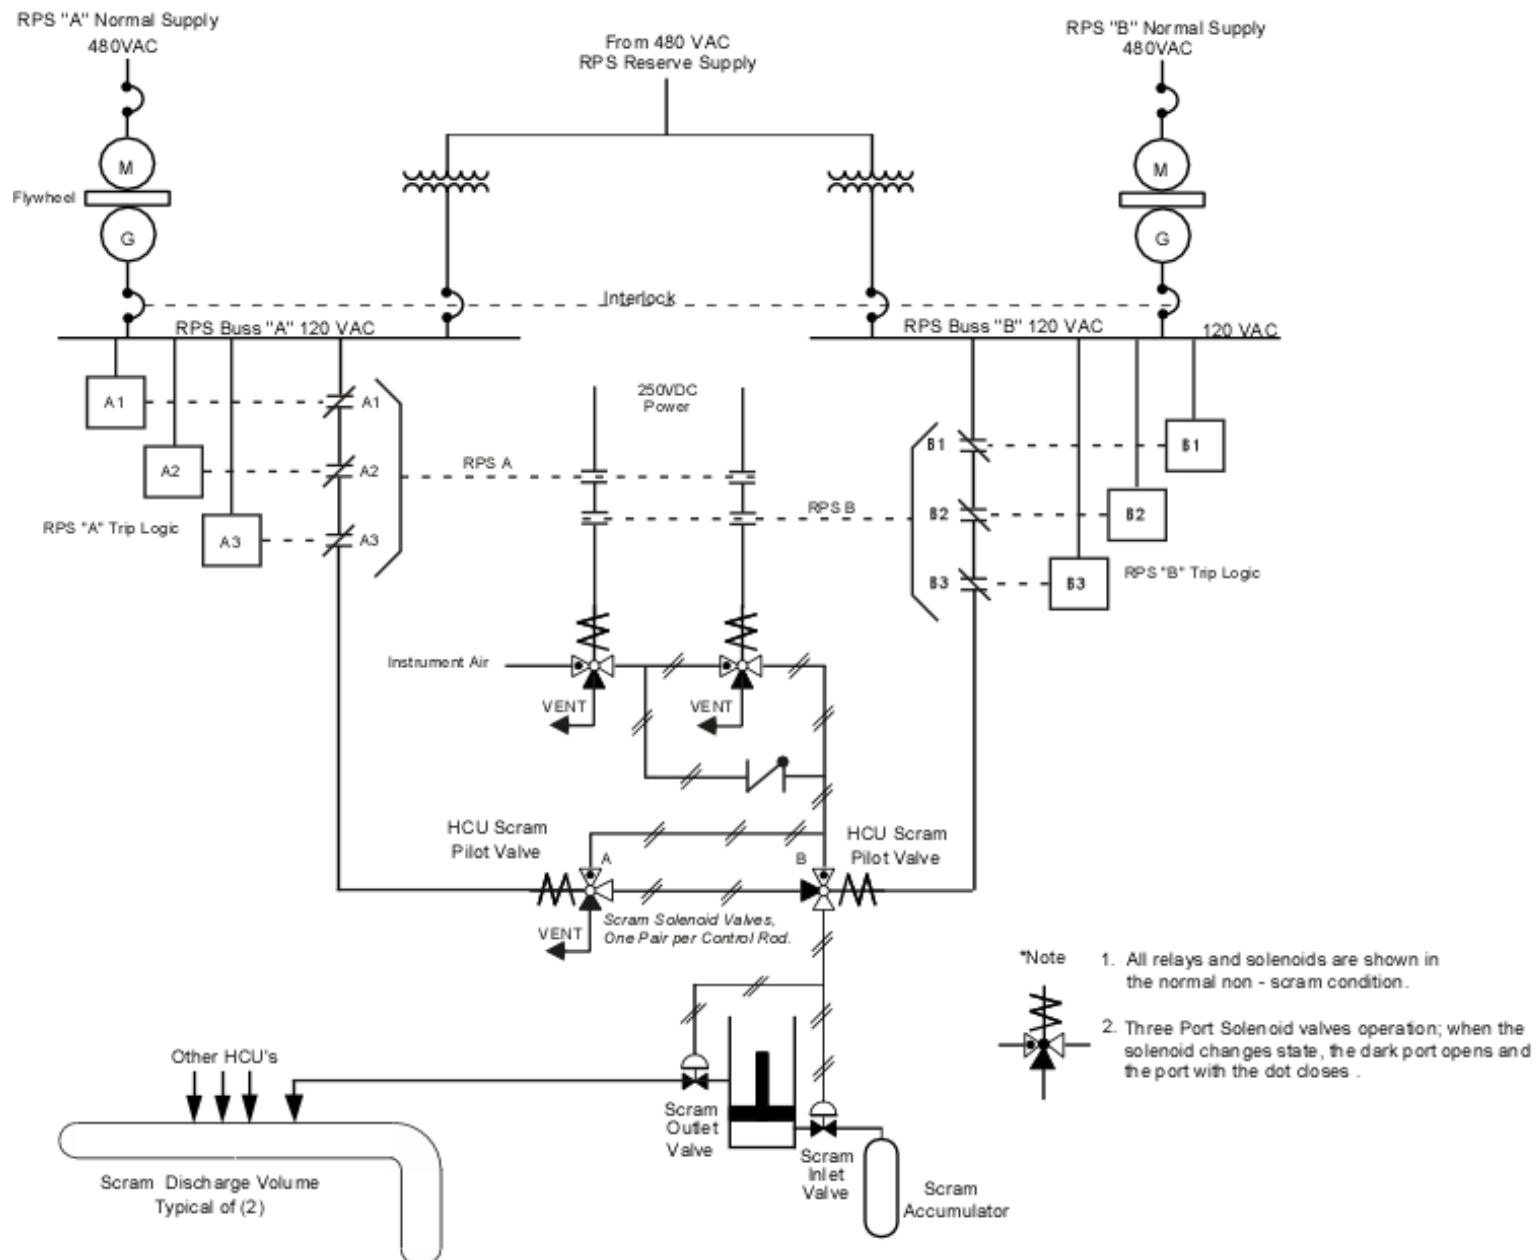 RPS "A" Normal Supply
480VAC
From 480 VAC
RPS Reserve Supply
RPS "B" Normal Supply
480VAC
M
Flywheel
G
M
G
Interlock
RPS Buss "A" 120 VAC
RPS Buss "B" 120 VAC
120 VAC
A1
A1
A2
A2
A3
A3
RPS "A" Trip Logic
250VDC
Power
RPS A
RPS B
B1
B1
B2
B2
B3
B3
RPS "B" Trip Logic
Instrument Air
VENT
VENT
HCU Scram
Pilot Valve
A
B
HCU Scram
Pilot Valve
VENT
Scram Solenoid Valves,
One Pair per Control Rod.
*Note
1. All relays and solenoids are shown in
the normal non - scram condition.
2. Three Port Solenoid valves operation; when the
solenoid changes state, the dark port opens and
the port with the dot closes .
Other HCU's
Scram
Outlet
Valve
Scram
Inlet
Valve
Scram
Accumulator
Scram Discharge Volume
Typical of (2)